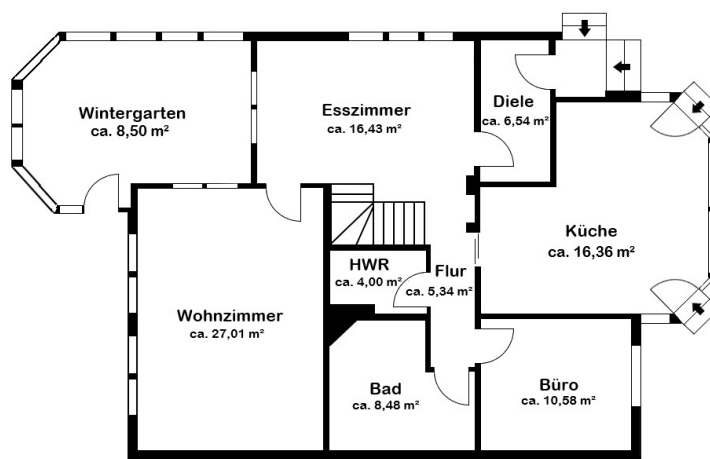 Wintergarten
ca. 8,50 m²
Esszimmer
ca. 16,43 m²
Diele
ca. 6,54 m²
Küche
ca. 16,36 m²
HWR
ca. 4,00 m²
Flur
ca. 5,34 m²
Wohnzimmer
ca. 27,01 m²
Bad
ca. 8,48 m²
Büro
ca. 10,58 m²